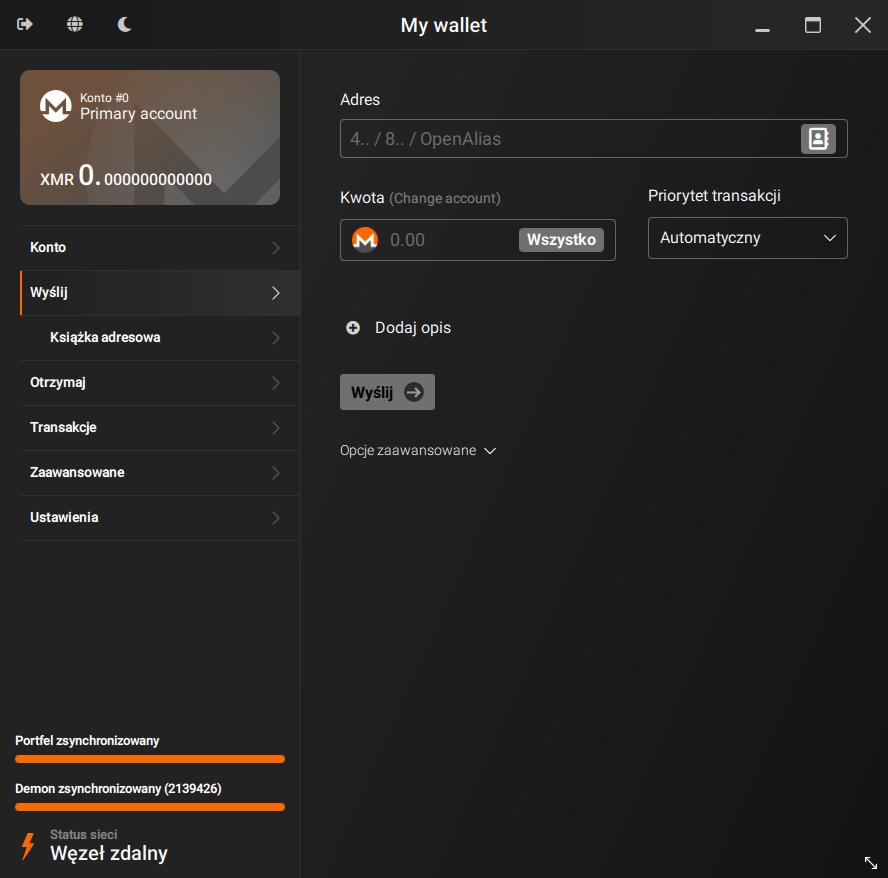 My wallet
Konto #0
Primary account
XMR 0.000000000000
Konto
Wyślij
Książka adresowa
Otrzymaj
Transakcje
Zaawansowane
Ustawienia
Portfel zsynchronizowany
Demon zsynchronizowany (2139426)
Status sieci
Węzeł zdalny
Adres
4.. / 8.. / OpenAlias
Kwota (Change account)
0.00
Wszystko
Priorytet transakcji
Automatyczny
Dodaj opis
Wyślij
Opcje zaawansowane